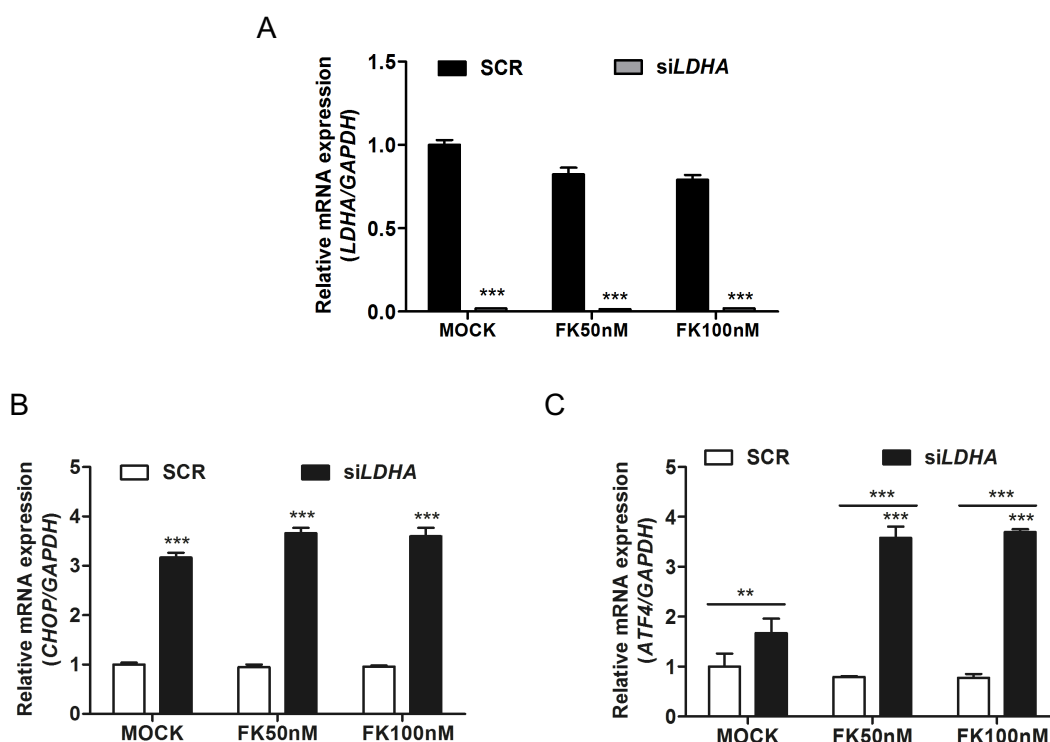 A
Relative mRNA expression
(LDHA/GAPDH)
SCR
siLDHA
1.5
1.0
0.5
0.0
***
***
***
MOCK
FK50nM
FK100nM
B
Relative mRNA expression
(CHOP/GAPDH)
SCR
siLDHA
5
4
3
2
1
0
***
***
***
MOCK
FK50nM
FK100nM
C
Relative mRNA expression
(ATF4/GAPDH)
SCR
siLDHA
5
4
3
2
1
0
**
***
***
***
***
MOCK
FK50nM
FK100nM